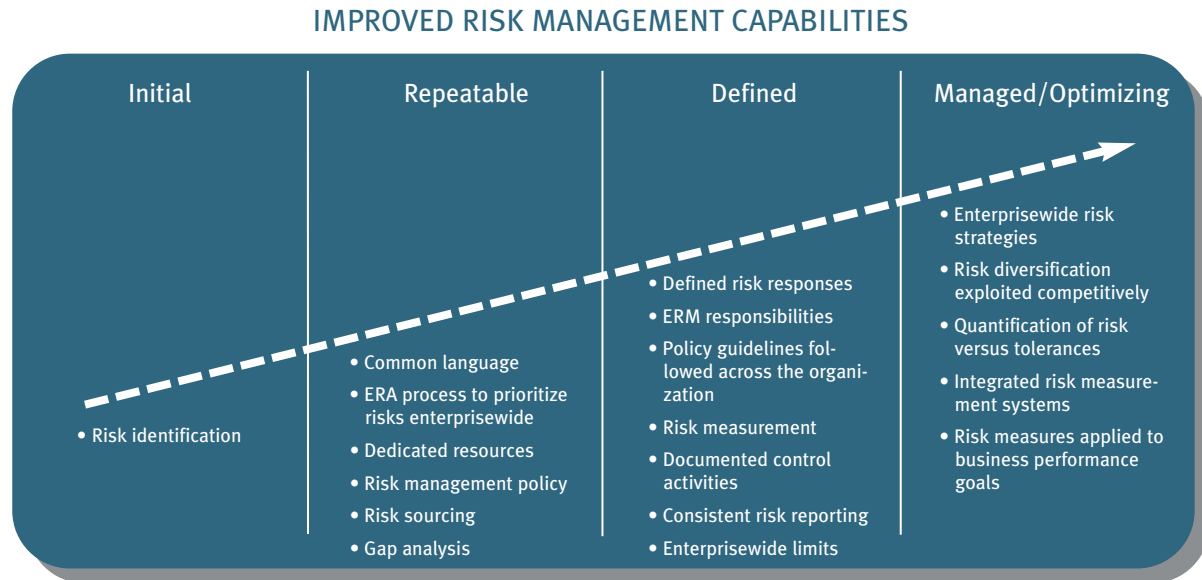 IMPROVED RISK MANAGEMENT CAPABILITIES
Initial
• Risk identification
Repeatable
• Common language
• ERA process to prioritize
risks enterprisewide
• Dedicated resources
• Risk management policy
• Risk sourcing
• Gap analysis
Defined
• Defined risk responses
• ERM responsibilities
• Policy guidelines fol-
lowed across the organi-
zation
• Risk measurement
• Documented control
activities
• Consistent risk reporting
• Enterprisewide limits
Managed/Optimizing
• Enterprisewide risk
strategies
• Risk diversification
exploited competitively
• Quantification of risk
versus tolerances
• Integrated risk measure-
ment systems
• Risk measures applied to
business performance
goals